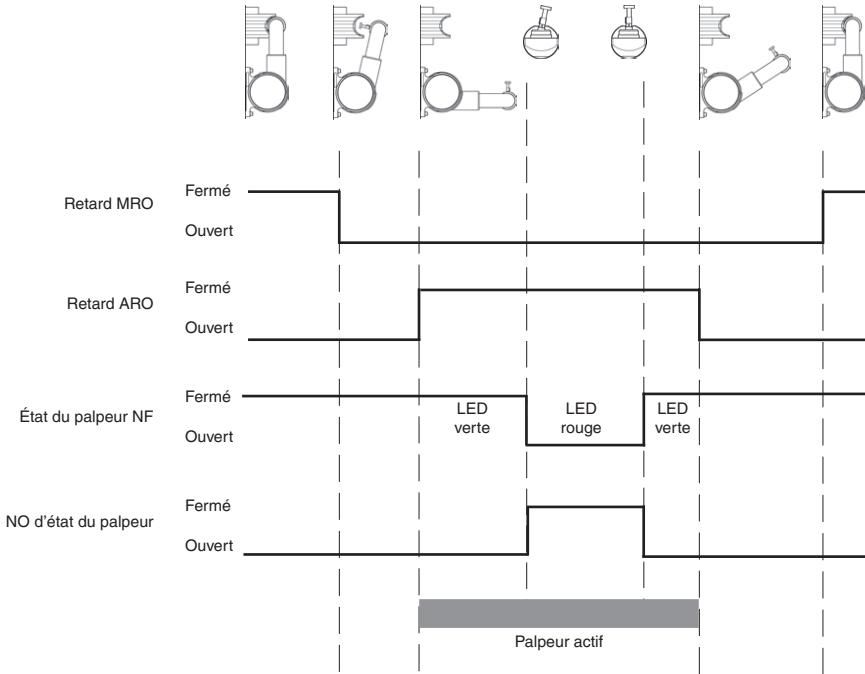 Retard MRO
Fermé
Ouvert
Retard ARO
Fermé
Ouvert
État du palpeur NF
Fermé
Ouvert
LED
verte
LED
rouge
LED
verte
NO d’état du palpeur
Fermé
Ouvert
Palpeur actif